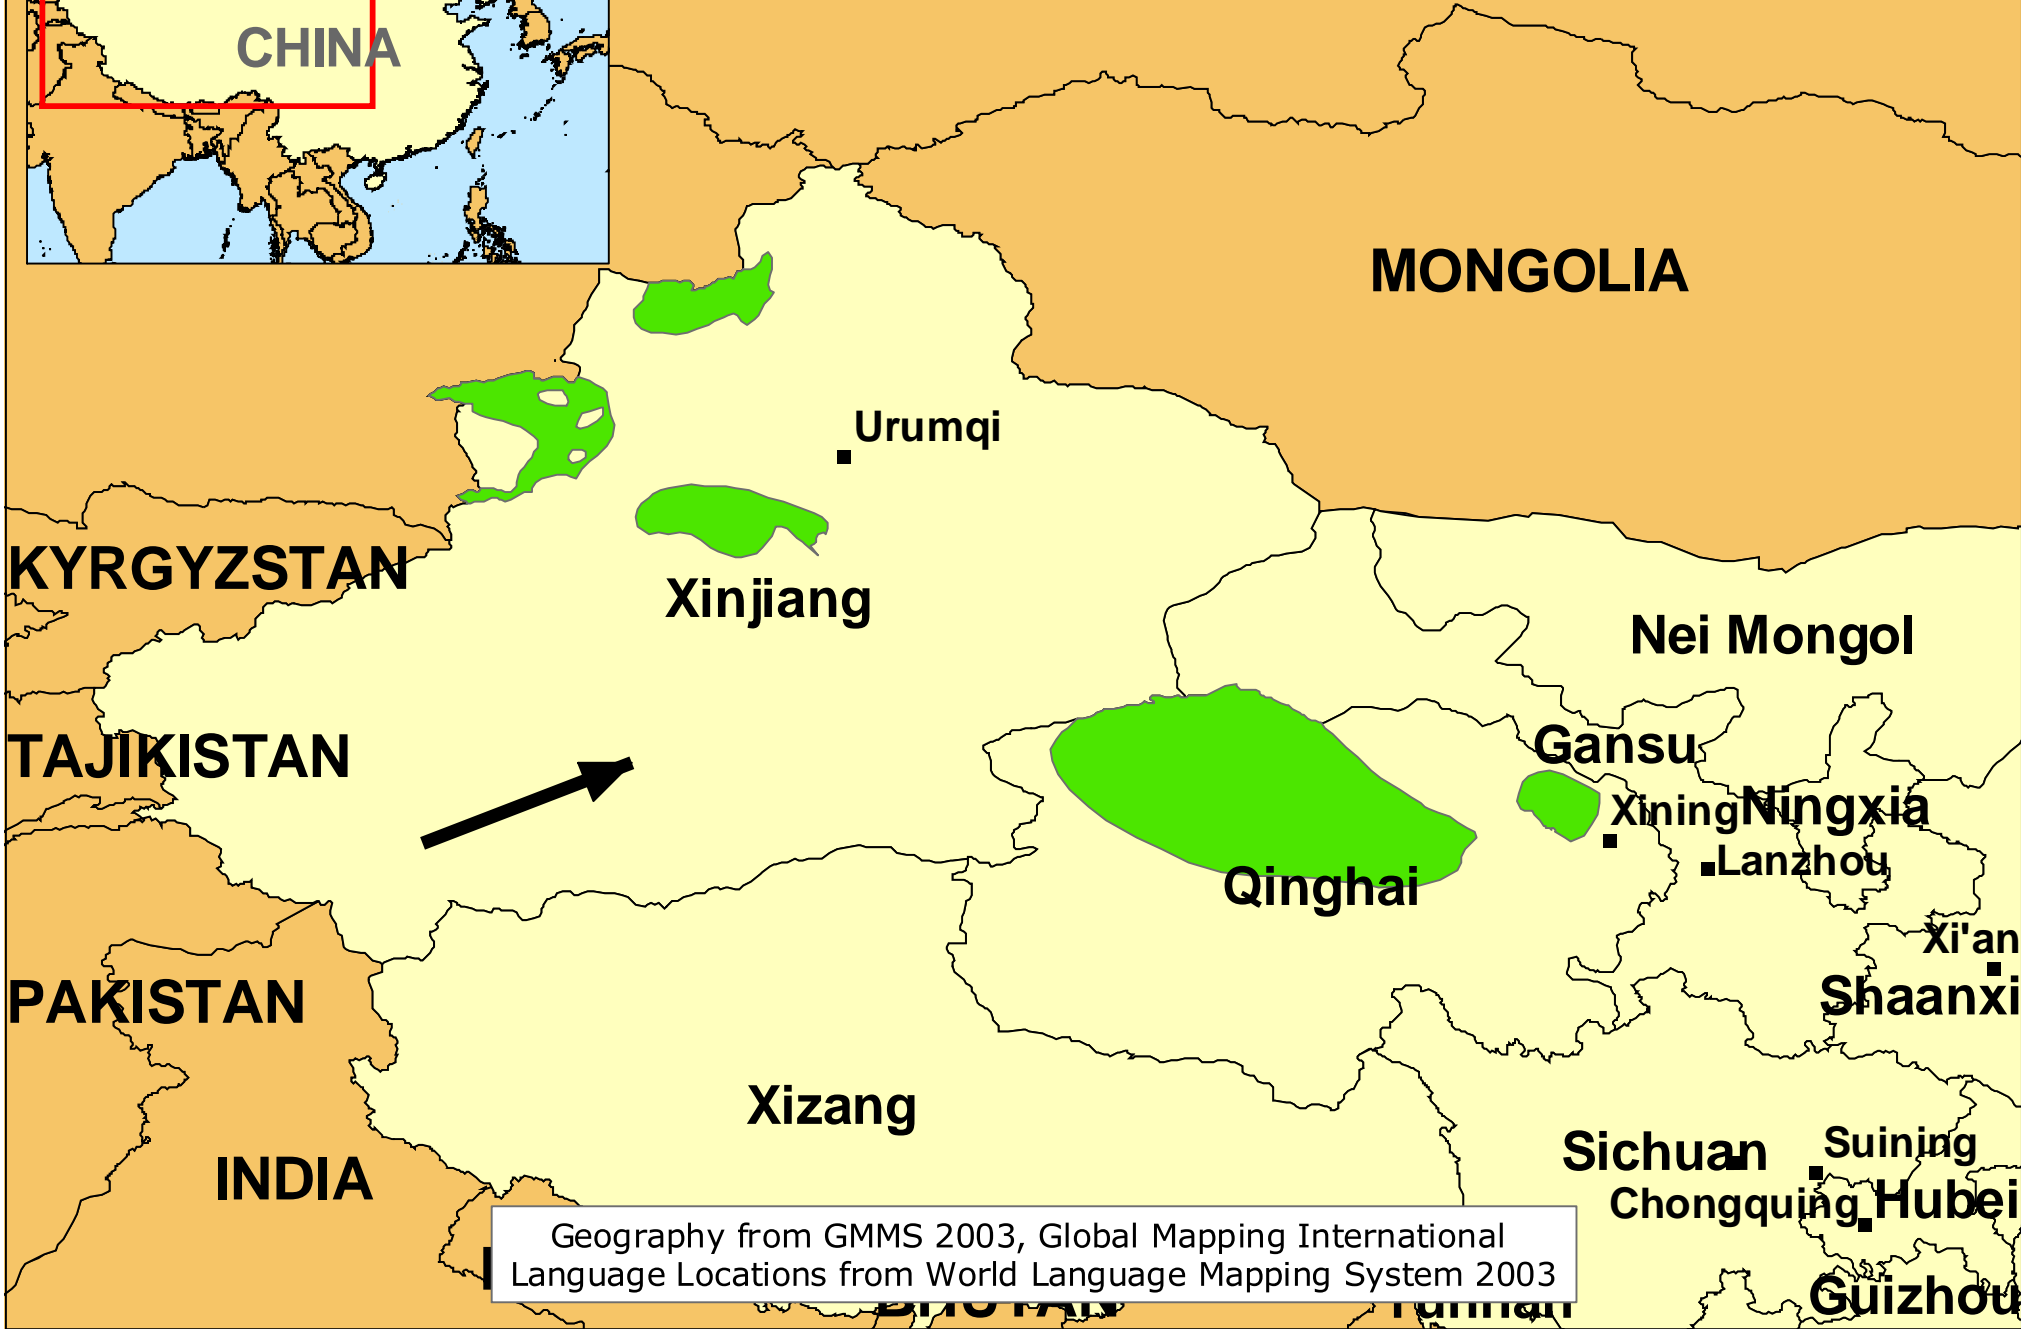 CHINA
MONGOLIA
Urumqi
KYRGYZSTAN
Xinjiang
Nei Mongol
TAJIKISTAN
Gansu
Xining
Ningxia
Lanzhou
Qinghai
Xi'an
PAKISTAN
Shaanxi
Xizang
INDIA
Sichuan
Suining
Chongquing
Hubei
Geography from GMMS 2003, Global Mapping International
Language Locations from World Language Mapping System 2003
BHUTAN
Yunnan
Guizhou